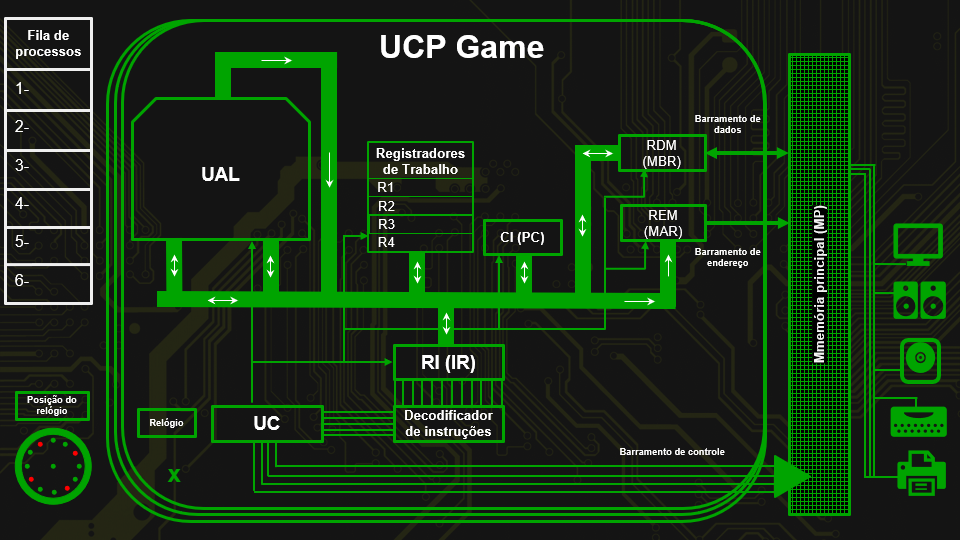 UCP Game
Fila de
processos
1-
2-
3-
4-
5-
6-
UAL
Registradores
de Trabalho
R1
R2
R3
R4
CI (PC)
RDM
(MBR)
REM
(MAR)
Barramento de
dados
Barramento de
endereço
Mmemória principal (MP)
RI (IR)
Decodificador
de instruções
UC
Relógio
X
Posição do
relógio
Barramento de controle